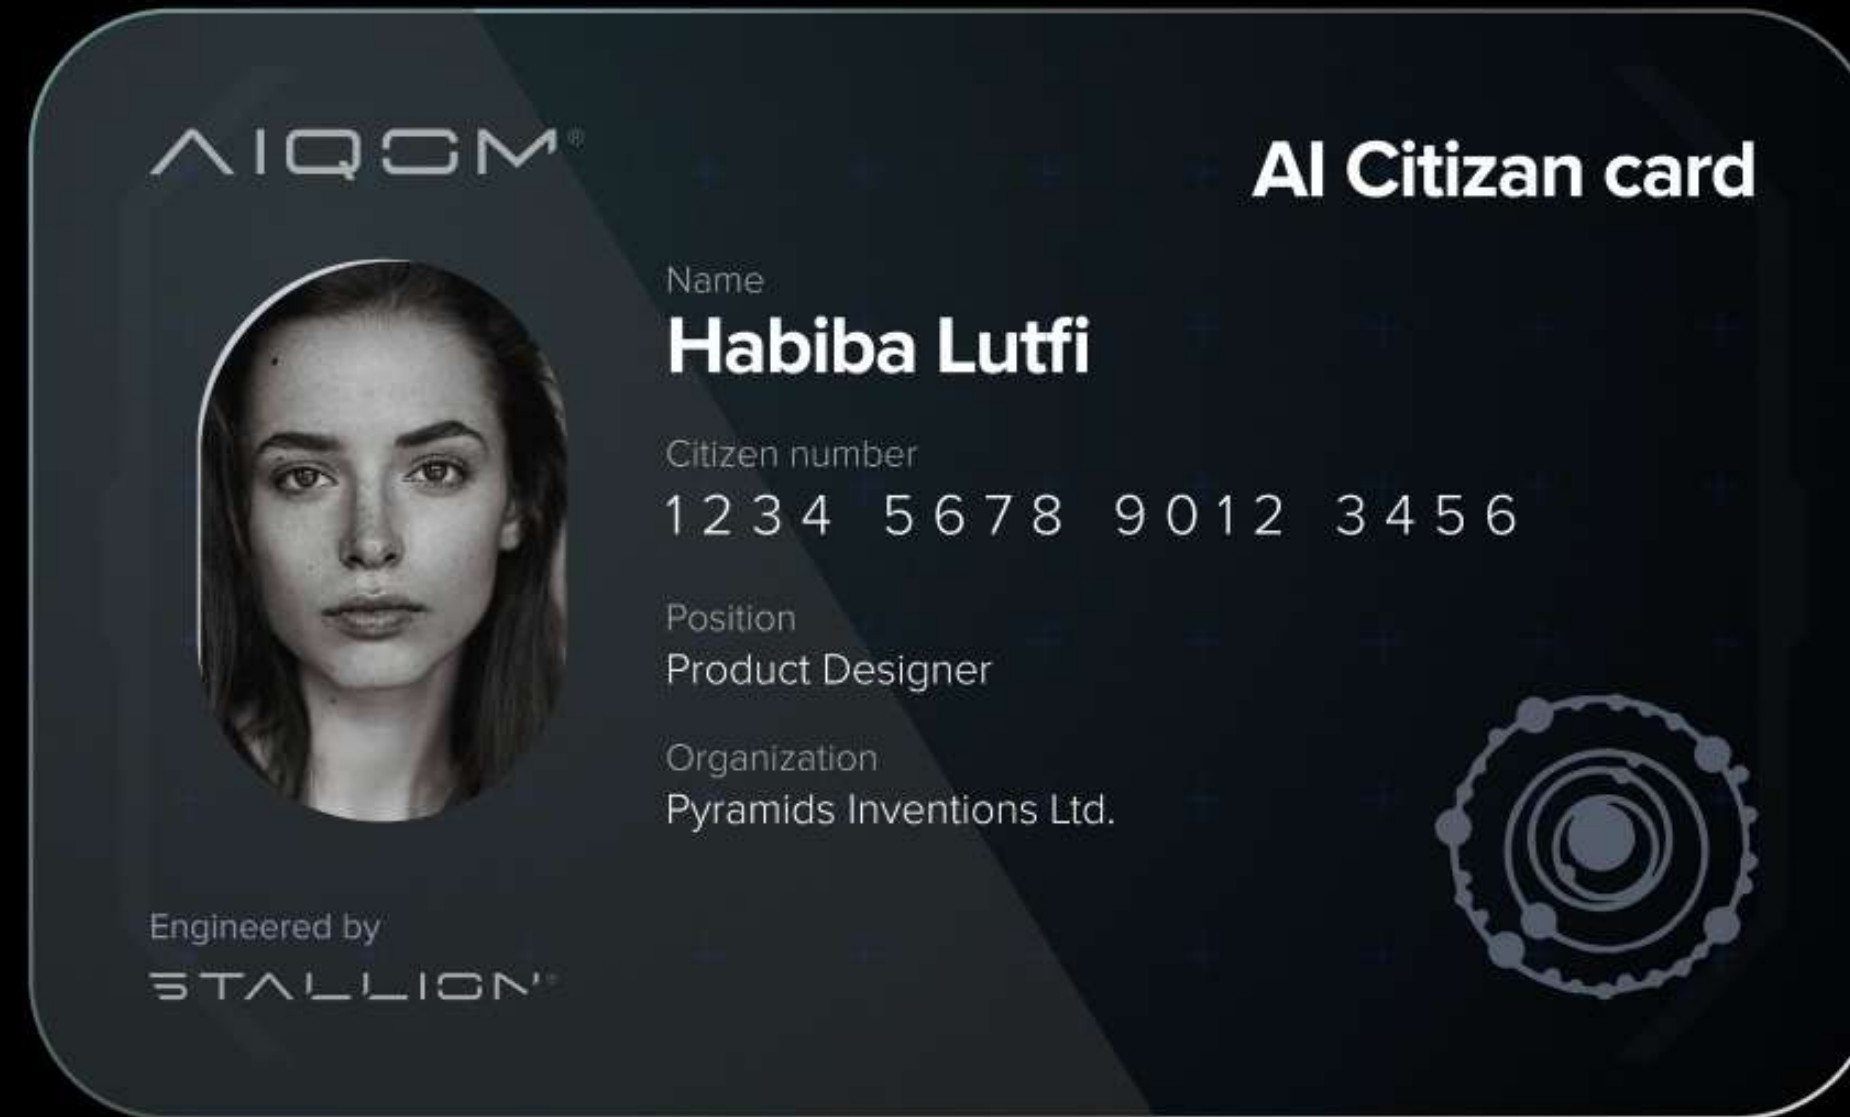 AIQOM®
AI Citizan card
Name
Habiba Lutfi
Citizen number
1234 5678 9012 3456
Position
Product Designer
Organization
Pyramids Inventions Ltd.
Engineered by
STALLION®